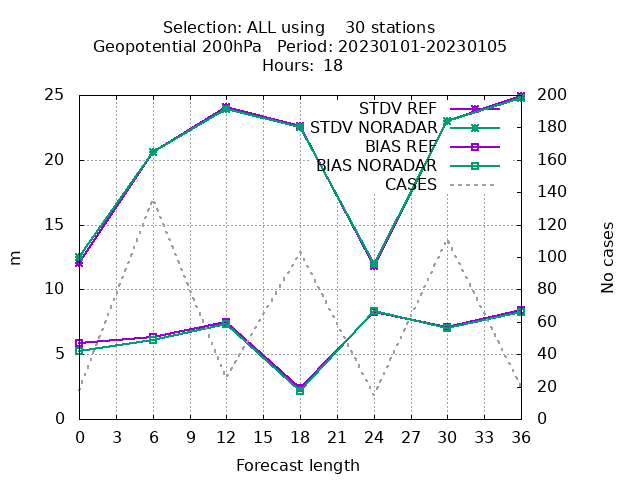 Selection: ALL using    30 stations
Geopotential 200hPa   Period: 20230101-20230105
Hours: 18
STDV REF
STDV NORADAR
BIAS REF
BIAS NORADAR
CASES
25
20
15
10
5
0
m
200
180
160
140
120
100
80
60
40
20
0
No cases
0 3 6 9 12 15 18 21 24 27 30 33 36
Forecast length